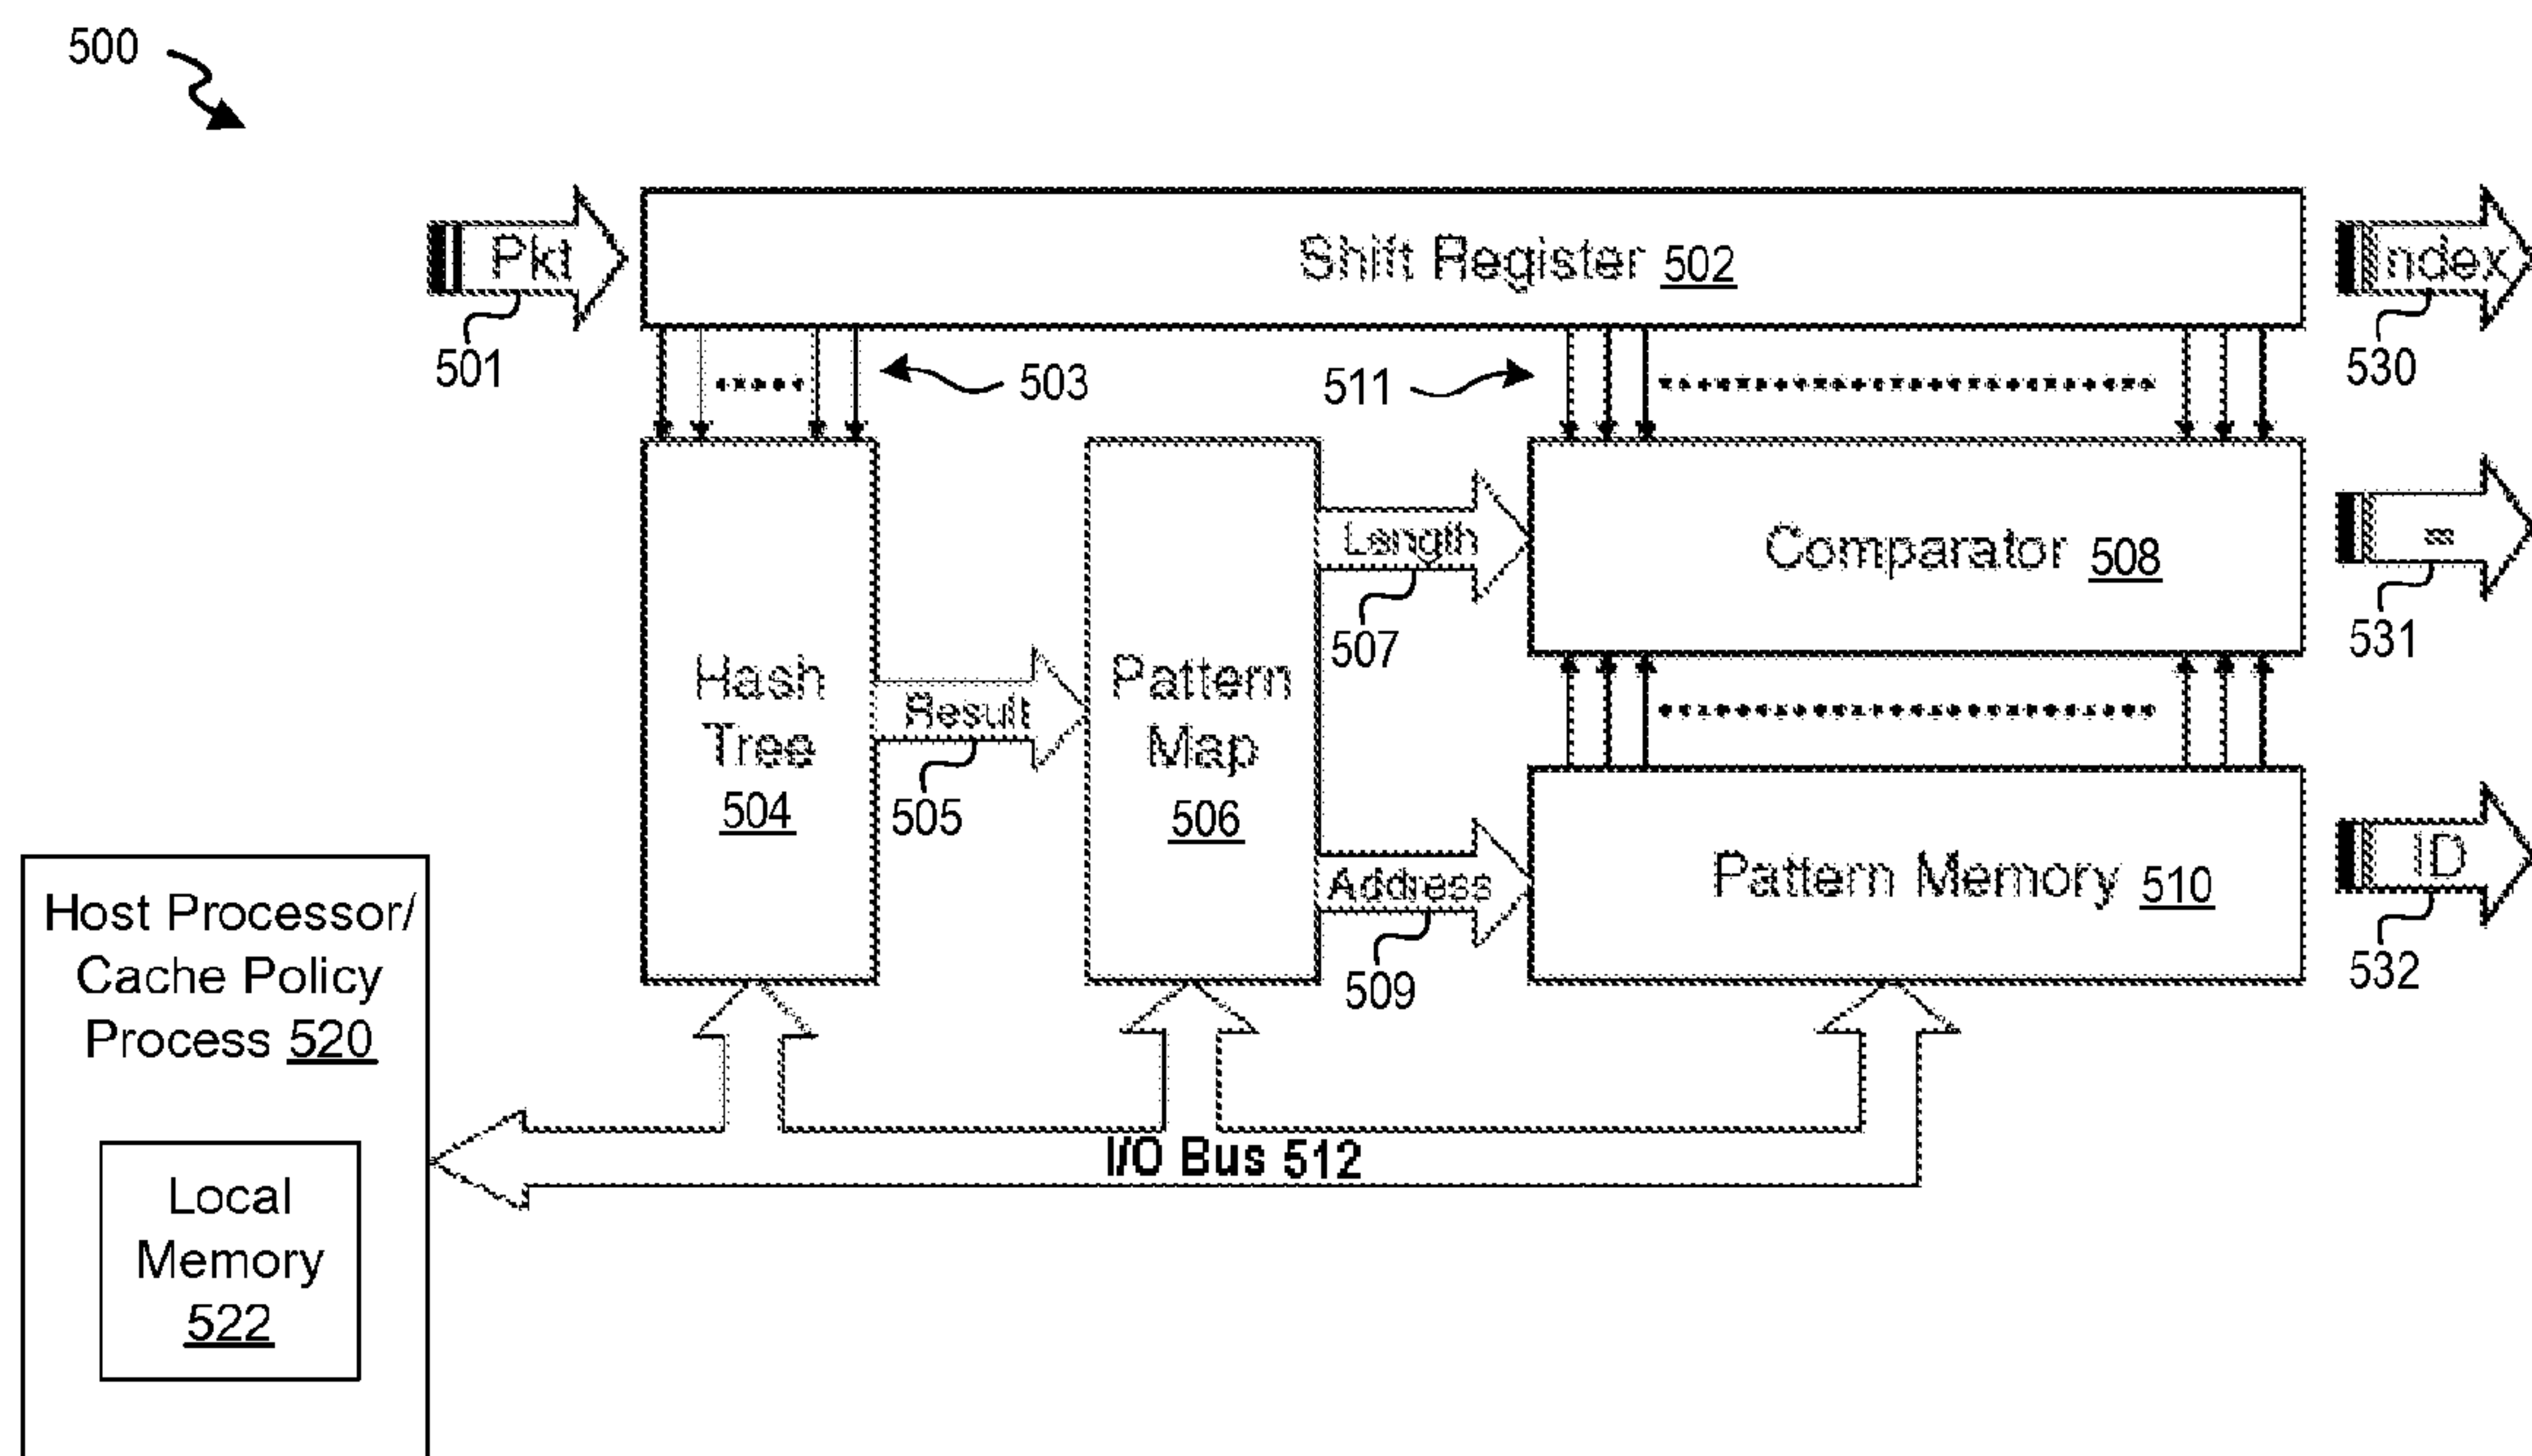 500
Pkt
501
Shift Register 502
Index
530
503
511
Hash
Tree
504
Result
505
Pattern
Map
506
Length
507
Address
509
Comparator 508
=
531
Pattern Memory 510
ID
532
Host Processor/
Cache Policy
Process 520
Local
Memory
522
I/O Bus 512